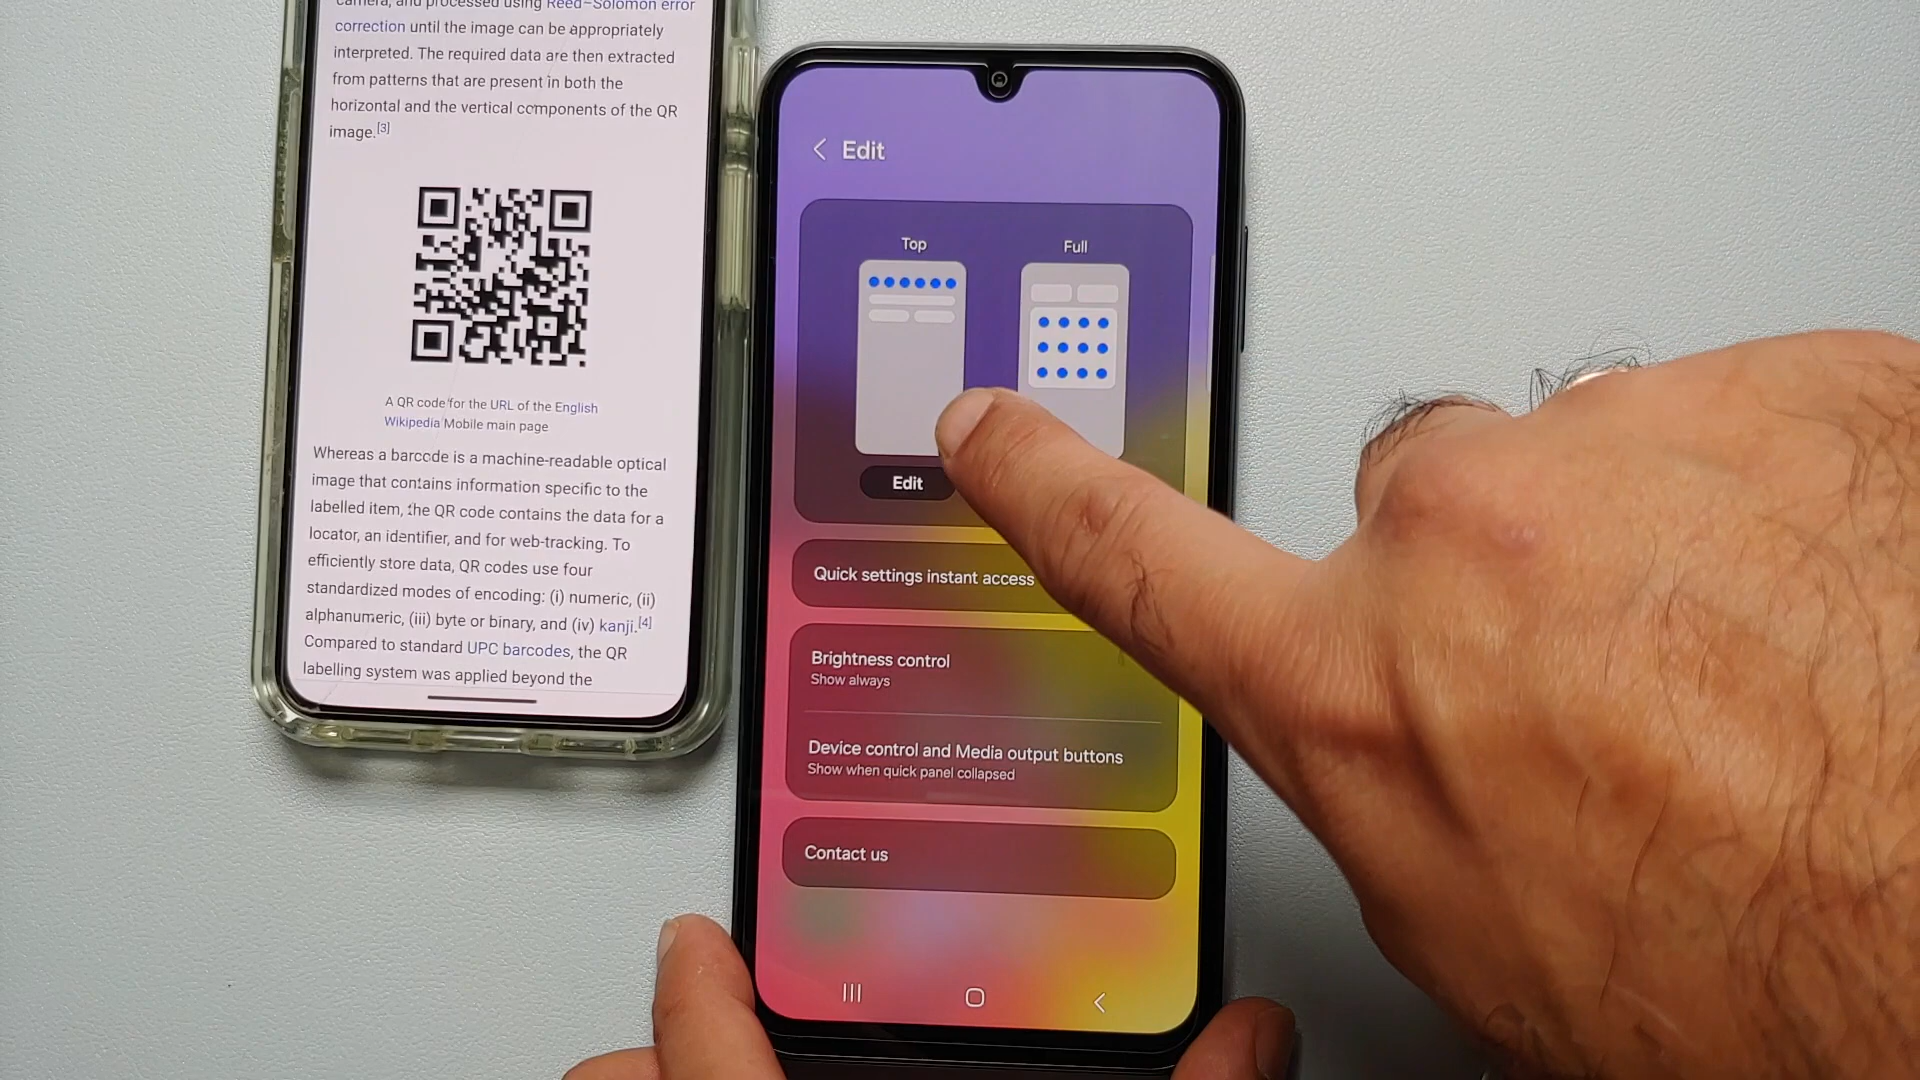 camera, and processed using Reed–Solomon error
correction until the image can be appropriately
interpreted. The required data are then extracted
from patterns that are present in both the
horizontal and the vertical components of the QR
image.[3]
A QR code for the URL of the English
Wikipedia Mobile main page
Whereas a barcode is a machine-readable optical
image that contains information specific to the
labelled item, the QR code contains the data for a
locator, an identifier, and for web-tracking. To
efficiently store data, QR codes use four
standardized modes of encoding: (i) numeric, (ii)
alphanumeric, (iii) byte or binary, and (iv) kanji.[4]
Compared to standard UPC barcodes, the QR
labelling system was applied beyond the
Edit
Top
Full
Edit
Quick settings instant access
Brightness control
Show always
Device control and Media output buttons
Show when quick panel collapsed
Contact us